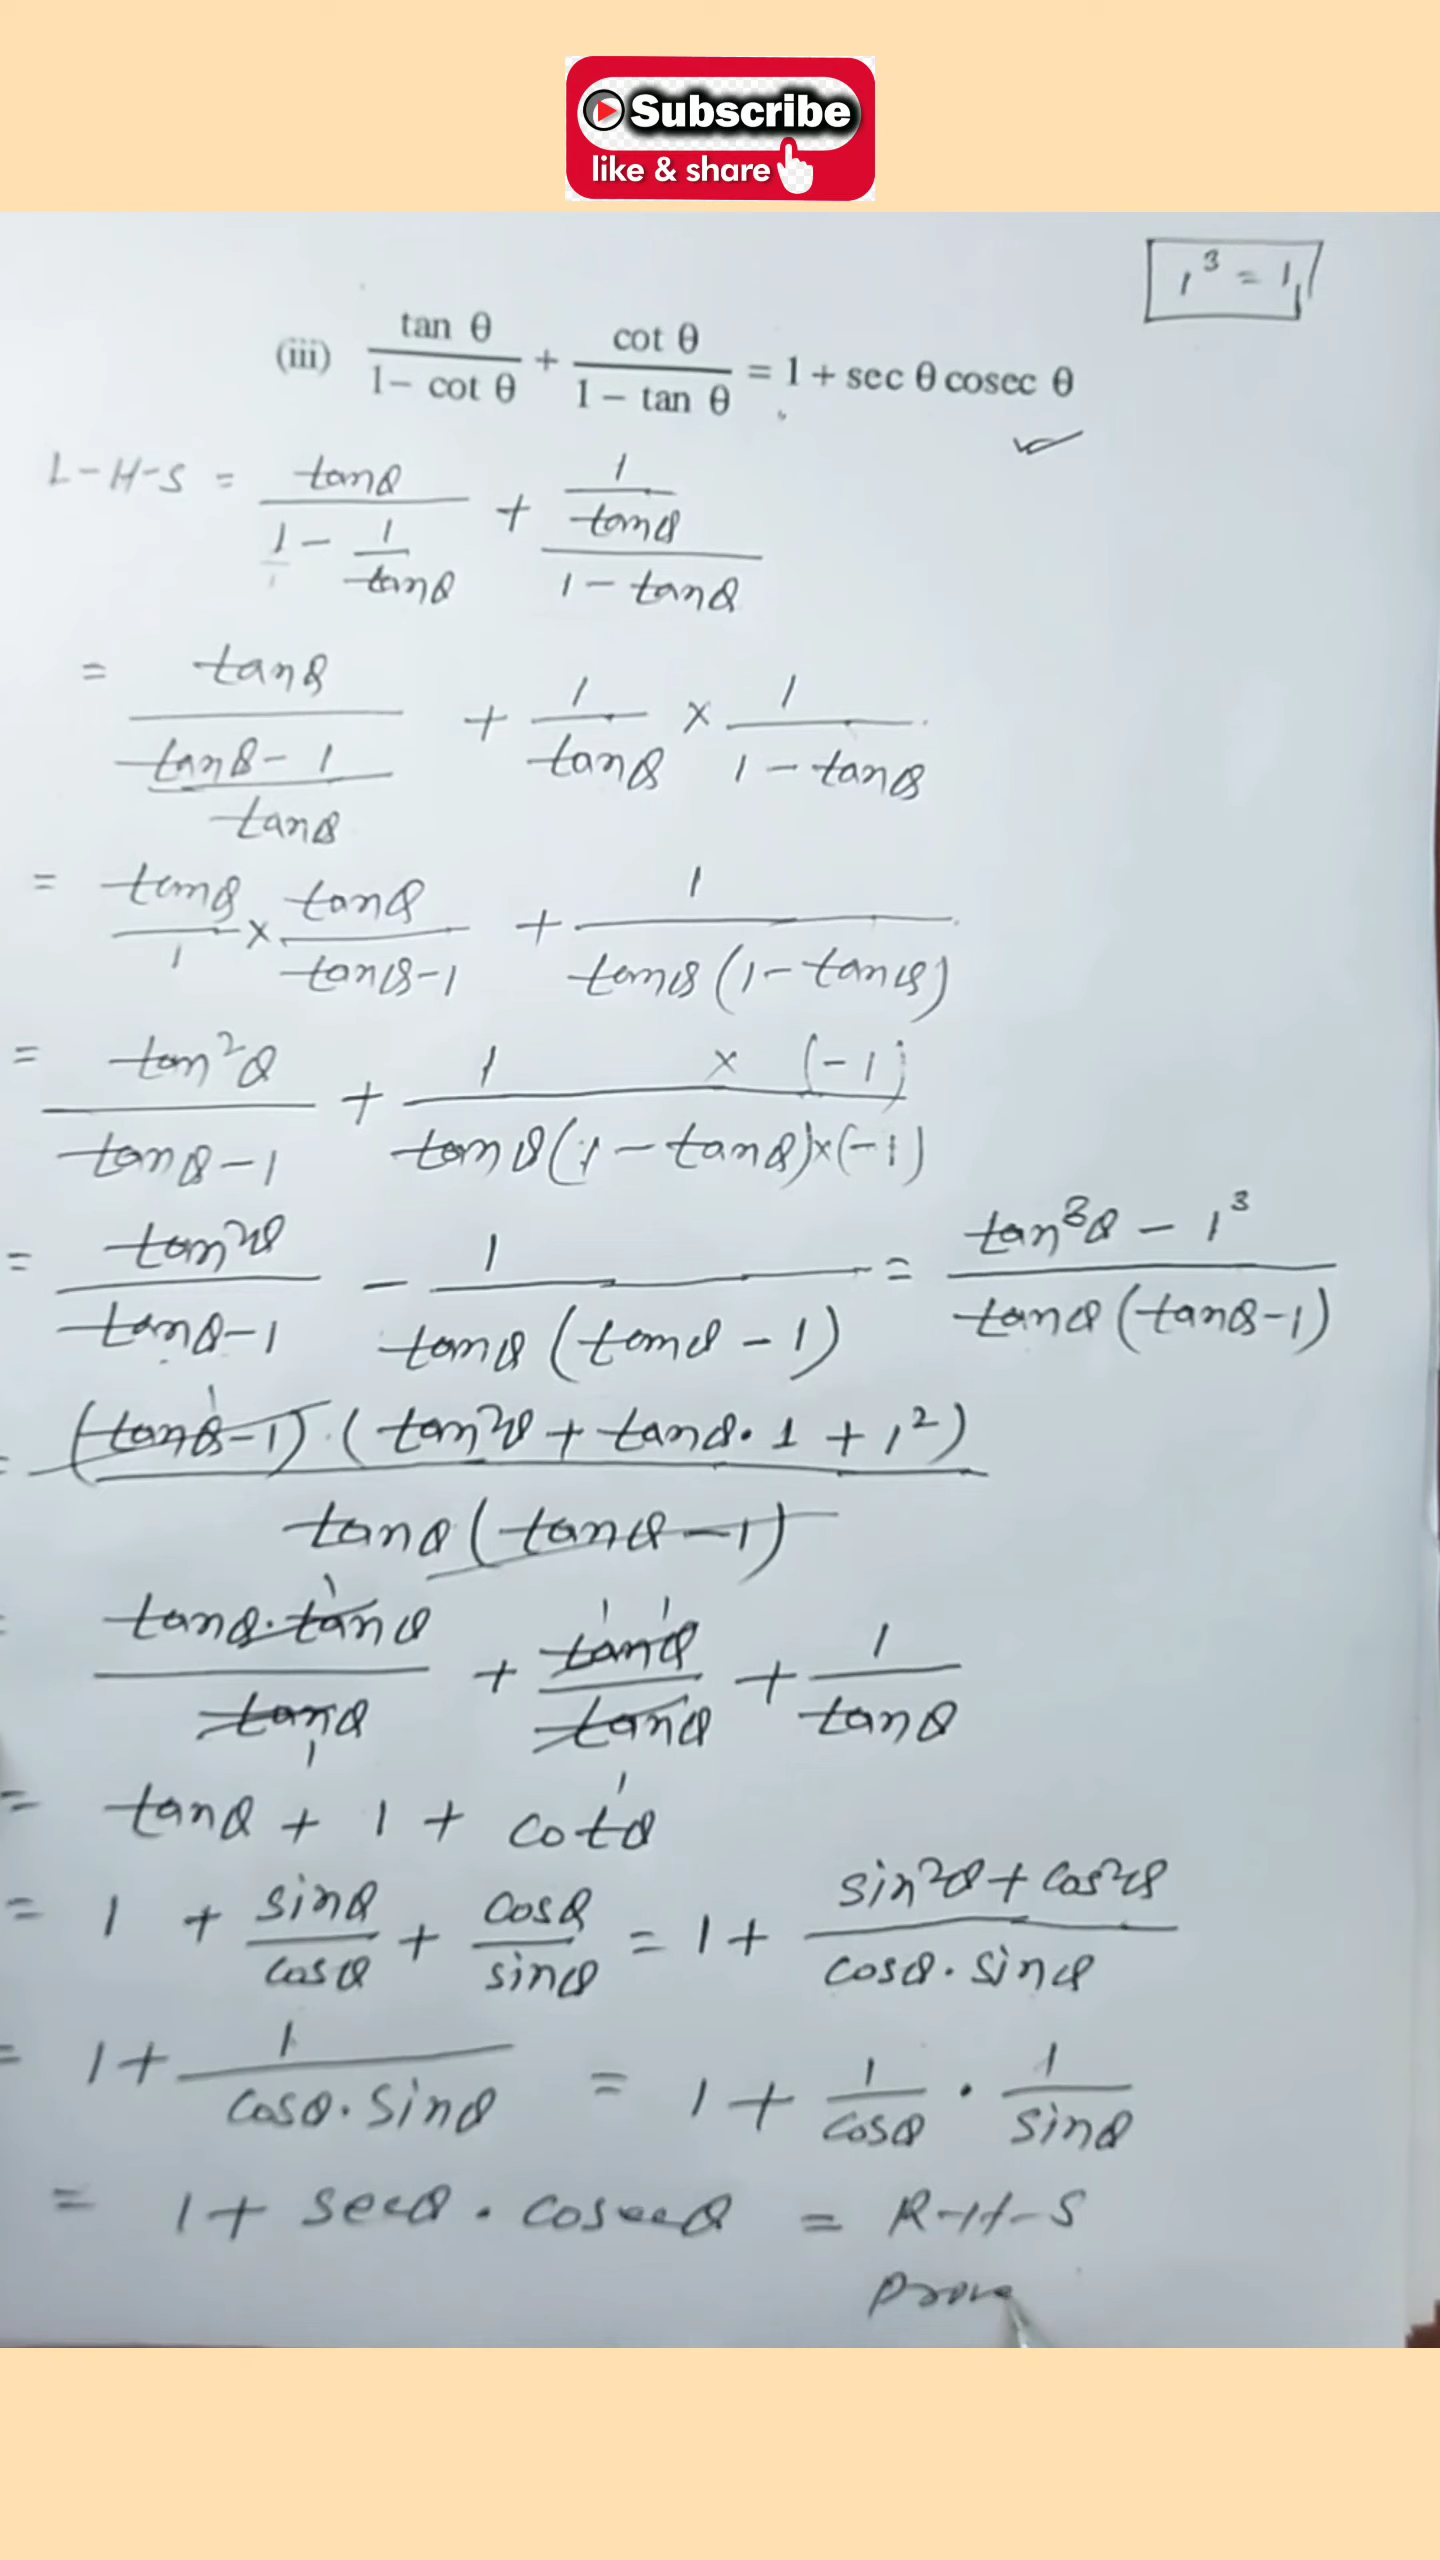 Subscribe
like & share
1³ = 1
(iii) tan θ / 1 − cot θ + cot θ / 1 − tan θ = 1 + sec θ cosec θ
L-H-S = tanθ / (1 − 1/tanθ) + (1/tanθ) / (1 − tanθ)
= tanθ / ((tanθ − 1)/tanθ) + 1/tanθ × 1/(1 − tanθ)
= tanθ/1 × tanθ/(tanθ−1) + 1/(tanθ(1 − tanθ))
= tan²θ/(tanθ−1) + 1 × (−1)/(tanθ(1 − tanθ)×(−1))
= tan²θ/(tanθ−1) − 1/(tanθ(tanθ − 1)) = (tan³θ − 1³)/(tanθ(tanθ−1))
= (tanθ−1)·(tan²θ + tanθ·1 + 1²)/(tanθ(tanθ−1))
= tanθ·tanθ/tanθ + tanθ/tanθ + 1/tanθ
= tanθ + 1 + cotθ
= 1 + sinθ/cosθ + cosθ/sinθ = 1 + (sin²θ + cos²θ)/(cosθ·sinθ)
= 1 + 1/(cosθ·sinθ) = 1 + 1/cosθ · 1/sinθ
= 1 + secθ · cosecθ = R-H-S
prove